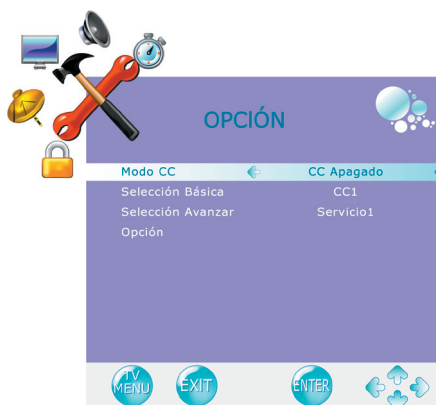 OPCIÓN
Modo CC CC Apagado
Selección Básica CC1
Selección Avanzar Servicio1
Opción
TV MENU EXIT ENTER